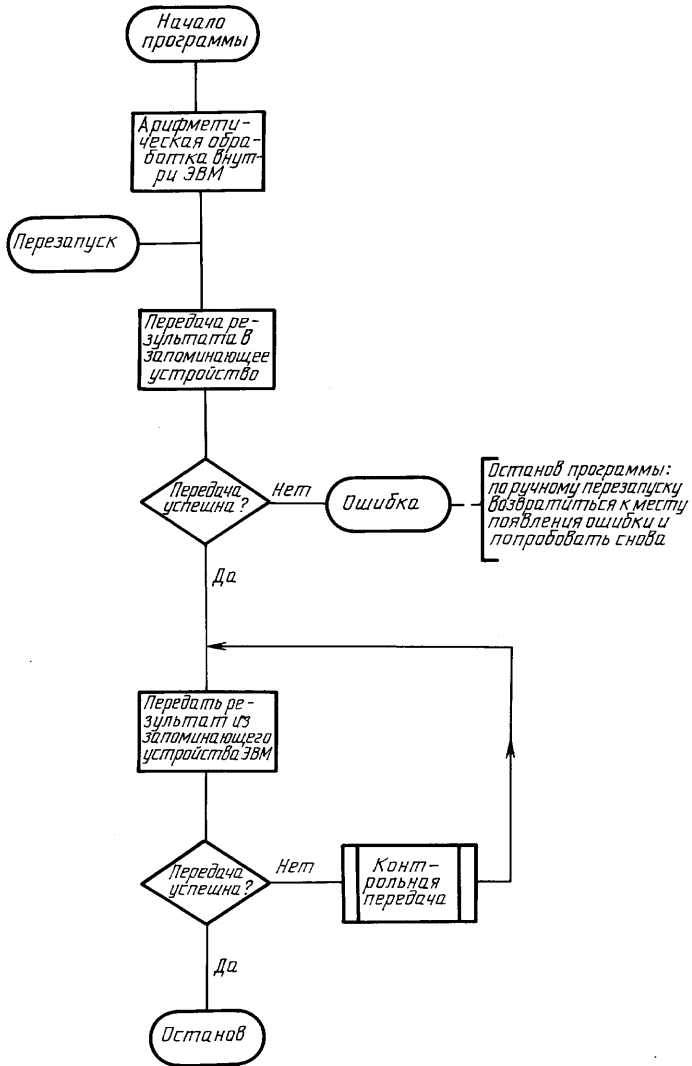 Начало
программы
Арифмети-
ческая обра-
ботка внут-
ри ЭВМ
Перезапуск
Передача ре-
зультата в
запоминающее
устройство
Передача
успешна?
Нет
Ошибка
Останов программы:
по ручному перезапуску
возвратиться к месту
появления ошибки и
попробовать снова
Да
Передать ре-
зультат из
запоминающего
устройства ЭВМ
Передача
успешна?
Нет
Конт-
рольная
передача
Да
Останов